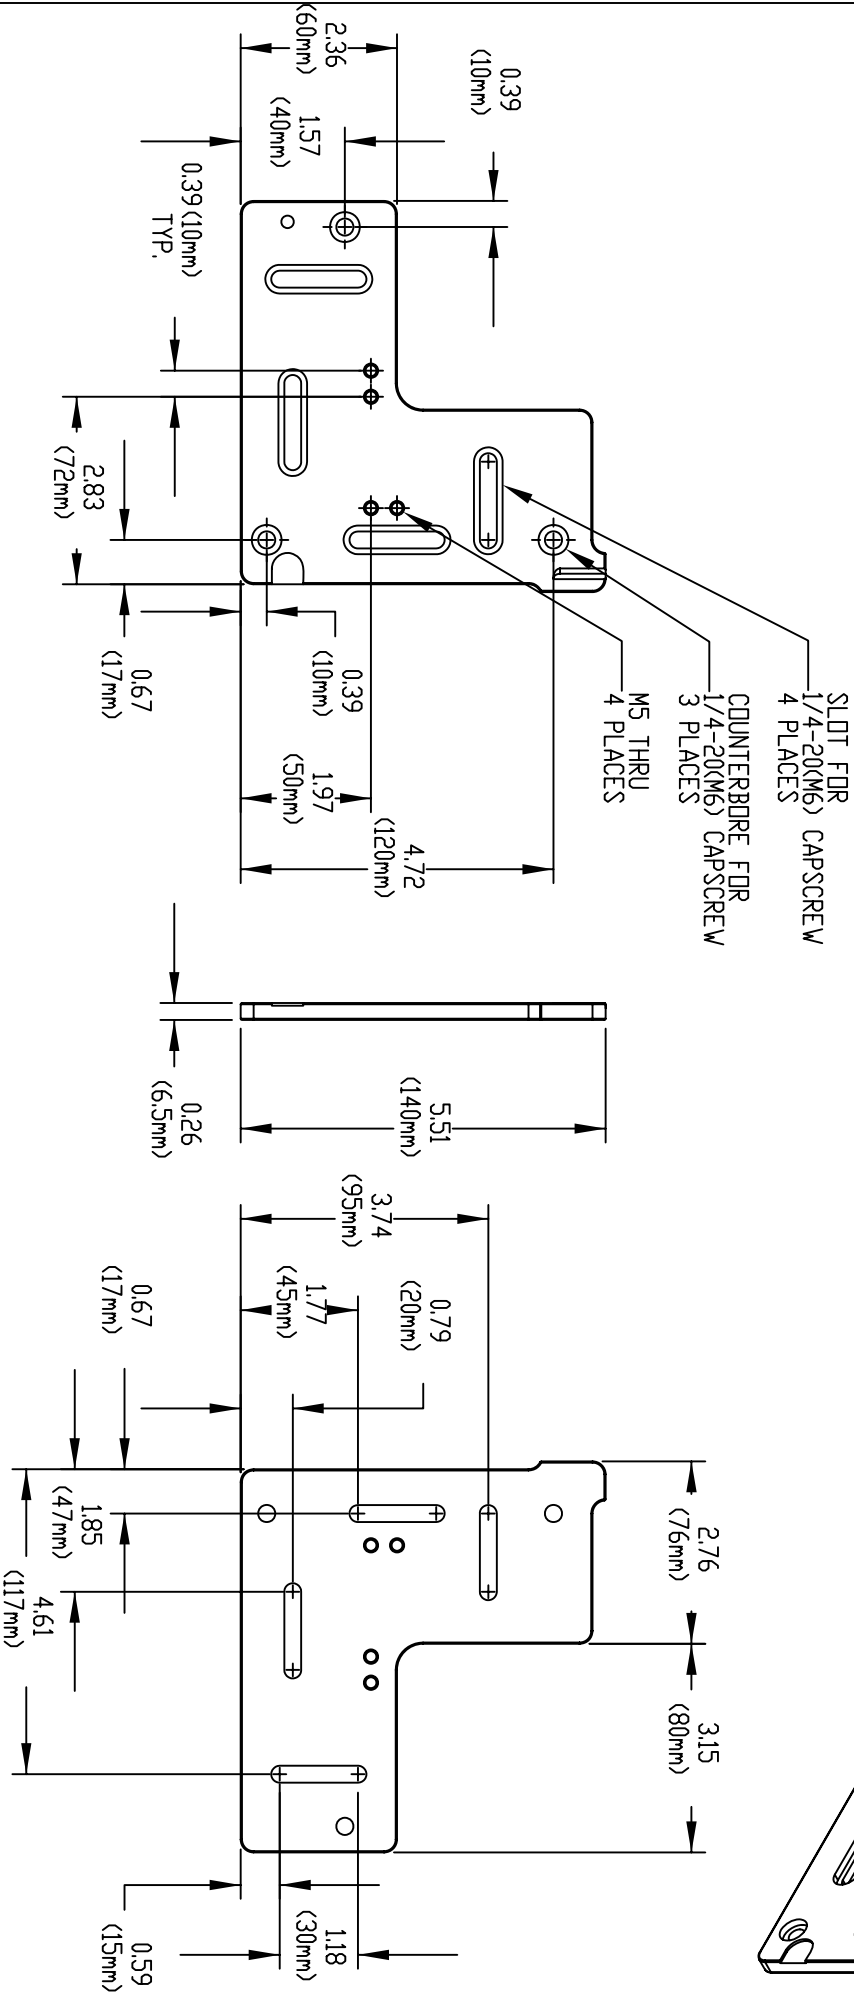 SLOT FOR
1/4-20(M6) CAPSCREW
4 PLACES
COUNTERBORE FOR
1/4-20(M6) CAPSCREW
3 PLACES
M5 THRU
4 PLACES
0.39
(10mm)
2.36
(60mm)
1.57
(40mm)
0.39(10mm)
TYP.
2.83
(72mm)
0.67
(17mm)
0.39
(10mm)
1.97
(50mm)
4.72
(120mm)
0.26
(6.5mm)
5.51
(140mm)
3.74
(95mm)
1.77
(45mm)
0.79
(20mm)
0.67
(17mm)
1.85
(47mm)
4.61
(117mm)
2.76
(76mm)
3.15
(80mm)
1.18
(30mm)
0.59
(15mm)